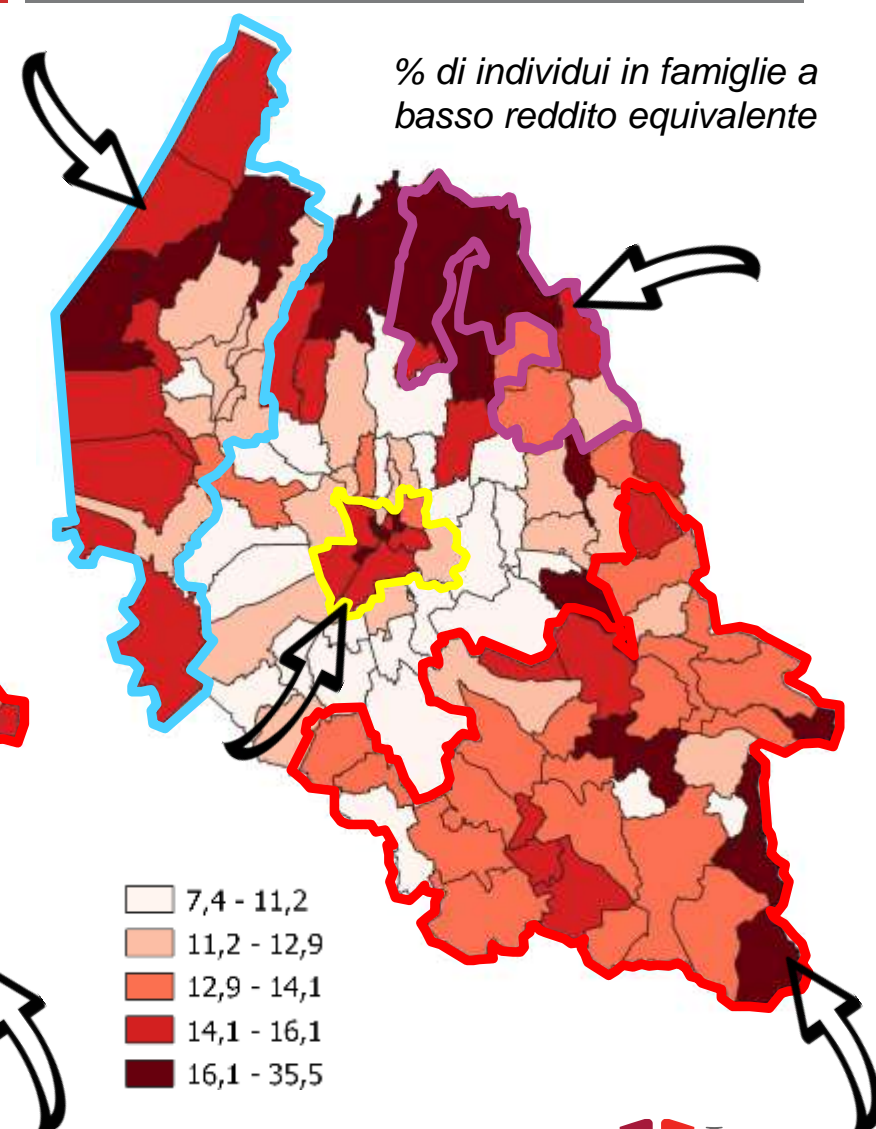 % di individui in famiglie a
basso reddito equivalente
7,4 - 11,2
11,2 - 12,9
12,9 - 14,1
14,1 - 16,1
16,1 - 35,5